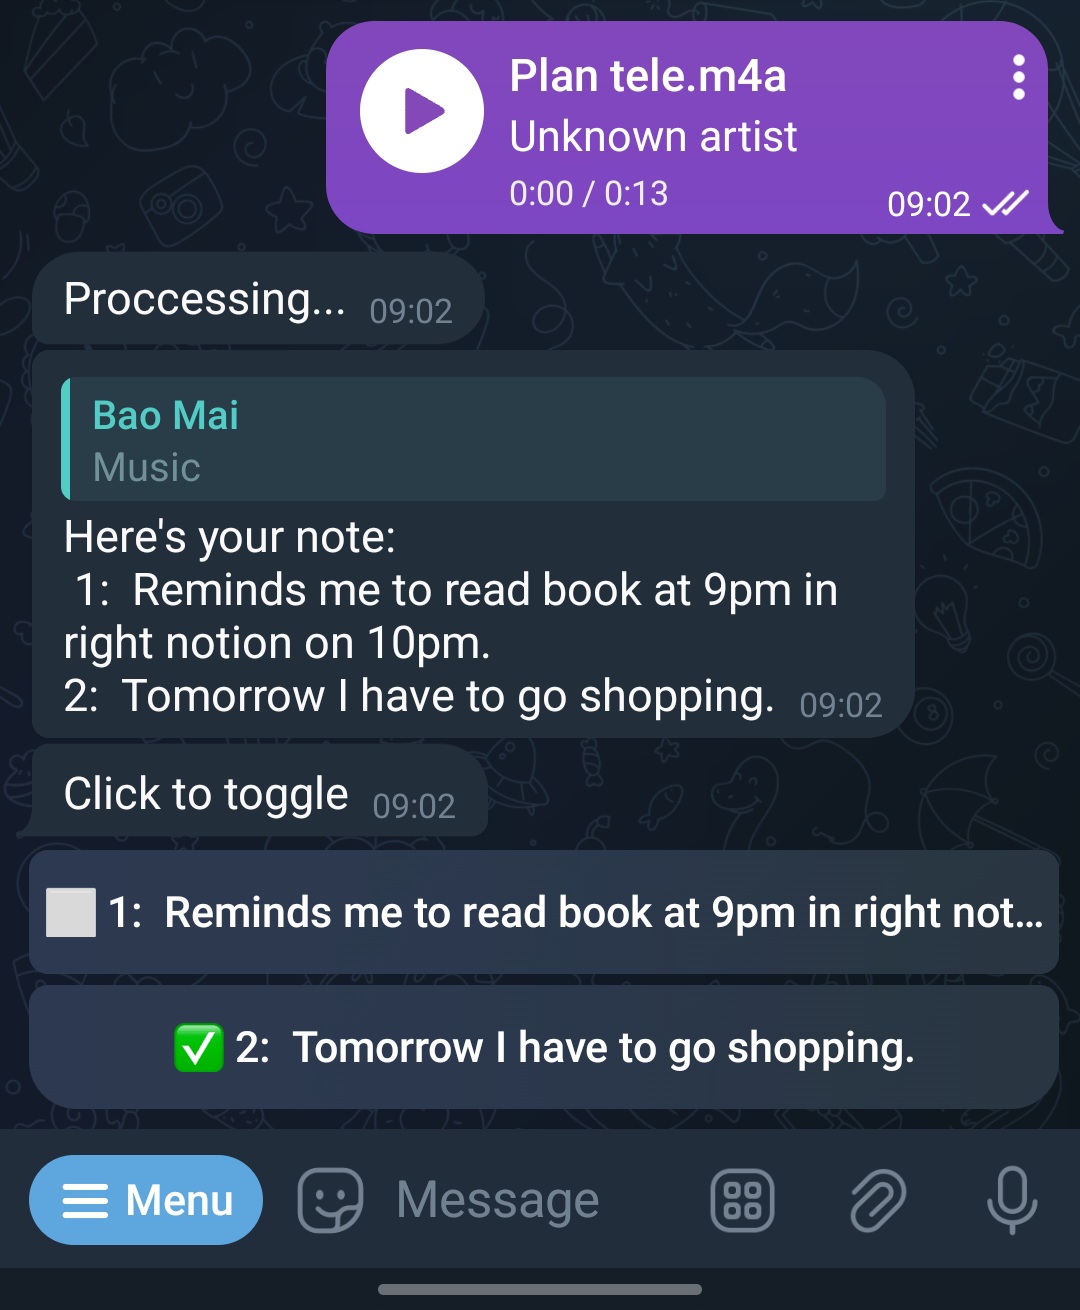 Plan tele.m4a
Unknown artist
0:00 / 0:13
09:02
Proccessing... 09:02
Bao Mai
Music
Here's your note:
1: Reminds me to read book at 9pm in
right notion on 10pm.
2: Tomorrow I have to go shopping. 09:02
Click to toggle 09:02
1: Reminds me to read book at 9pm in right not...
2: Tomorrow I have to go shopping.
Menu Message